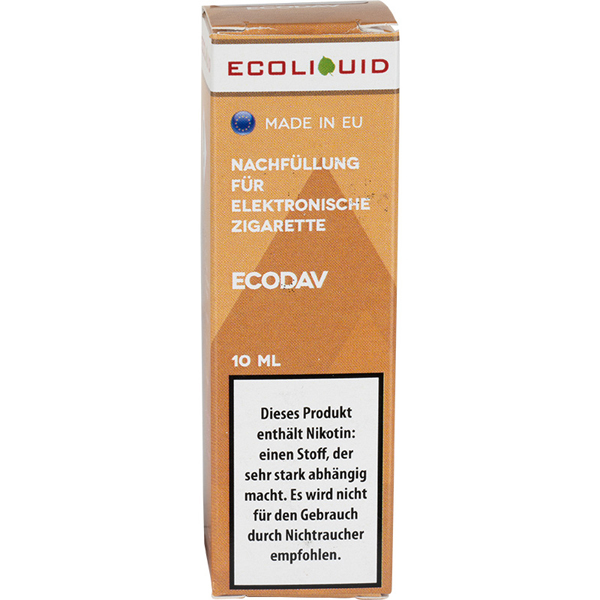 ECOLIQUID
MADE IN EU
NACHFÜLLUNG
FÜR
ELEKTRONISCHE
ZIGARETTE
ECODAV
10 ML
Dieses Produkt
enthält Nikotin:
einen Stoff, der
sehr stark abhängig
macht. Es wird nicht
für den Gebrauch
durch Nichtraucher
empfohlen.